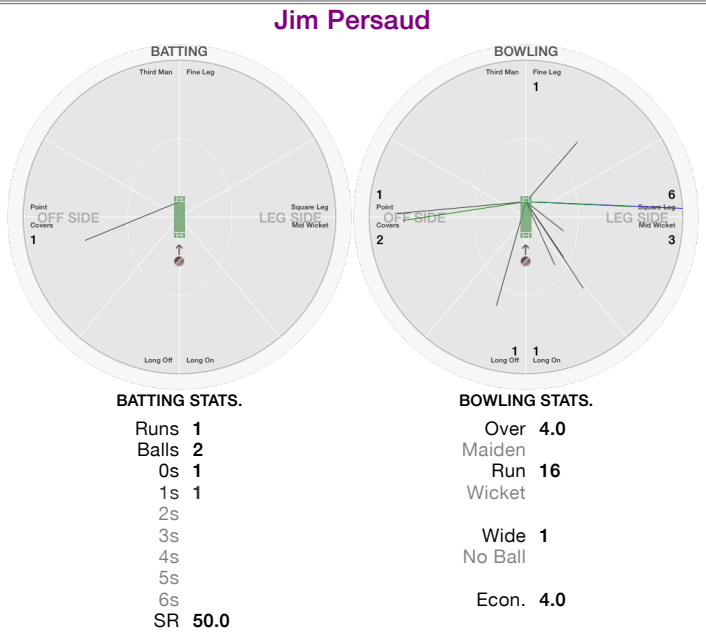 Jim Persaud
BATTING
Third Man Fine Leg
Point
OFF SIDE
Covers
1
Square Leg
LEG SIDE
Mid Wicket
Long Off Long On
BOWLING
Third Man Fine Leg
1
1
Point
OFF SIDE
Covers
2
6
Square Leg
LEG SIDE
Mid Wicket
3
1 1
Long Off Long On
BATTING STATS.
Runs 1
Balls 2
0s 1
1s 1
2s
3s
4s
5s
6s
SR 50.0
BOWLING STATS.
Over 4.0
Maiden
Run 16
Wicket
Wide 1
No Ball
Econ. 4.0